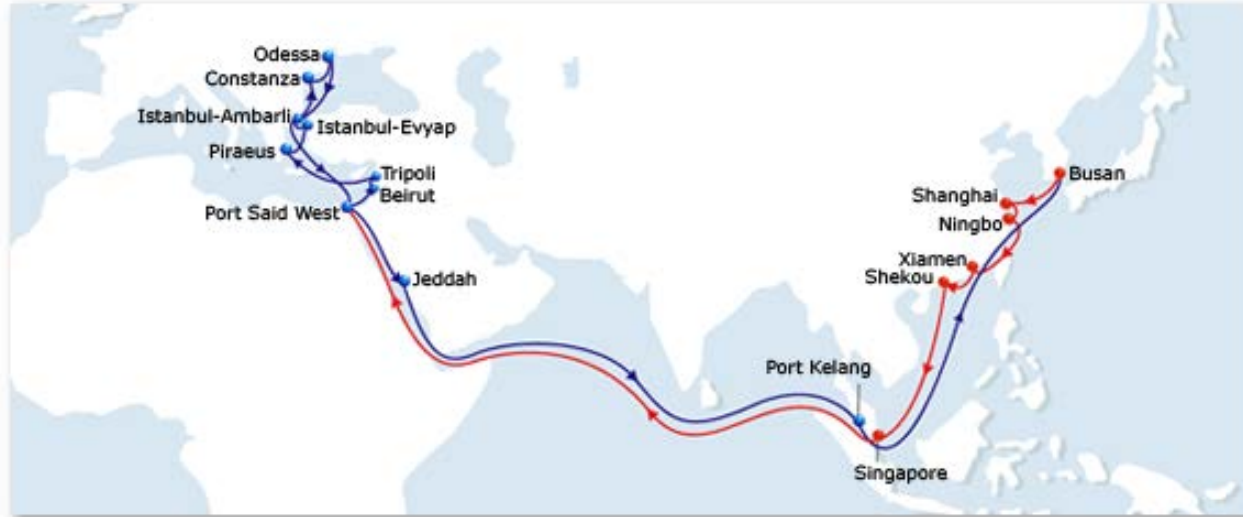 Odessa
Constanza
Istanbul-Ambarli
Istanbul-Evyap
Piraeus
Tripoli
Beirut
Port Said West
Jeddah
Busan
Shanghai
Ningbo
Xiamen
Shekou
Port Kelang
Singapore